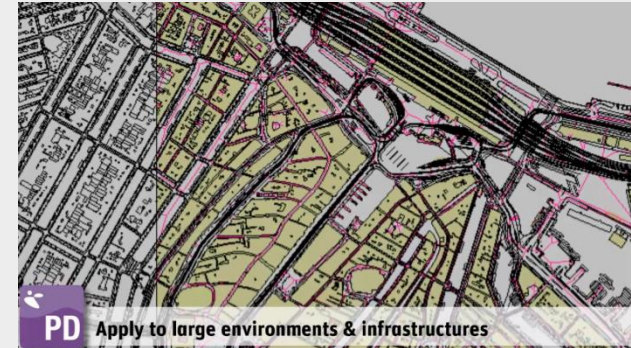 PD
Apply to large environments & infrastructures